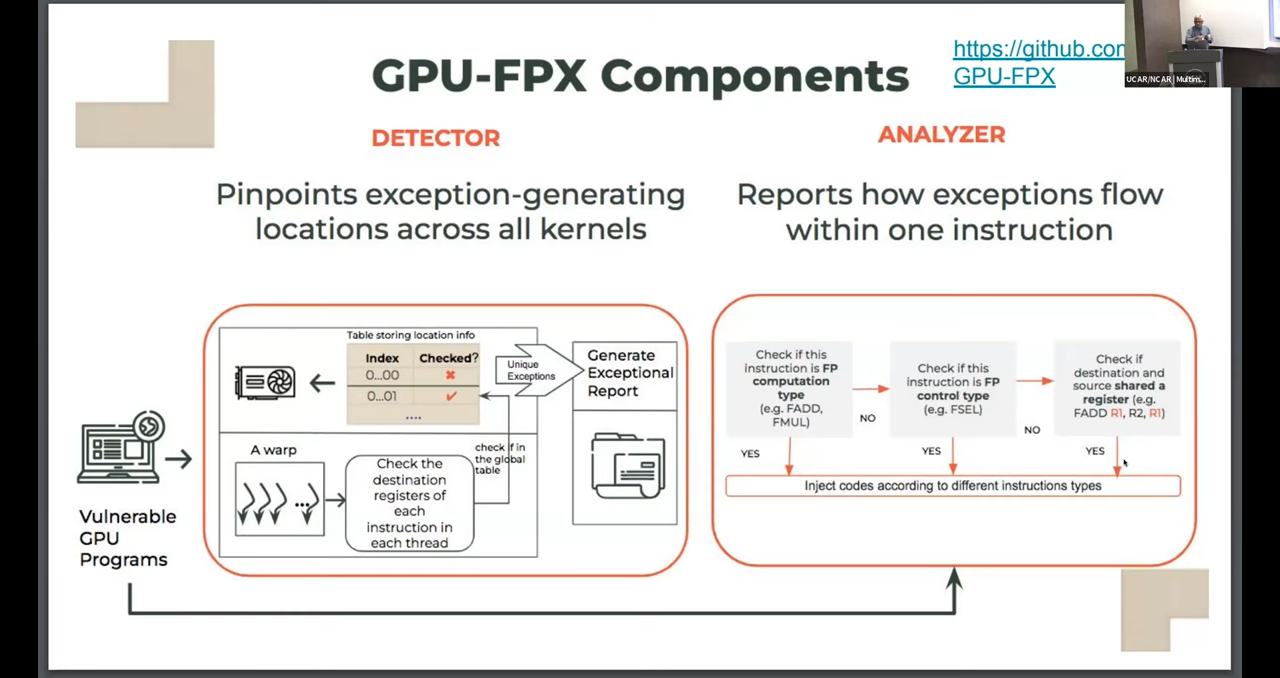 GPU-FPX Components
https://github.con
GPU-FPX
UCAR/NCAR | Multim...
DETECTOR
Pinpoints exception-generating
locations across all kernels
Vulnerable
GPU
Programs
Table storing location info
Index Checked?
0...00 ✖
0...01 ✓
....
Unique
Exceptions
Generate
Exceptional
Report
A warp
...
Check the
destination
registers of
each
instruction in
each thread
check if in
the global
table
ANALYZER
Reports how exceptions flow
within one instruction
Check if this
instruction is FP
computation
type
(e.g. FADD,
FMUL)
NO
Check if this
instruction is FP
control type
(e.g. FSEL)
NO
Check if
destination and
source shared a
register (e.g.
FADD R1, R2, R1)
YES
YES
YES
Inject codes according to different instructions types